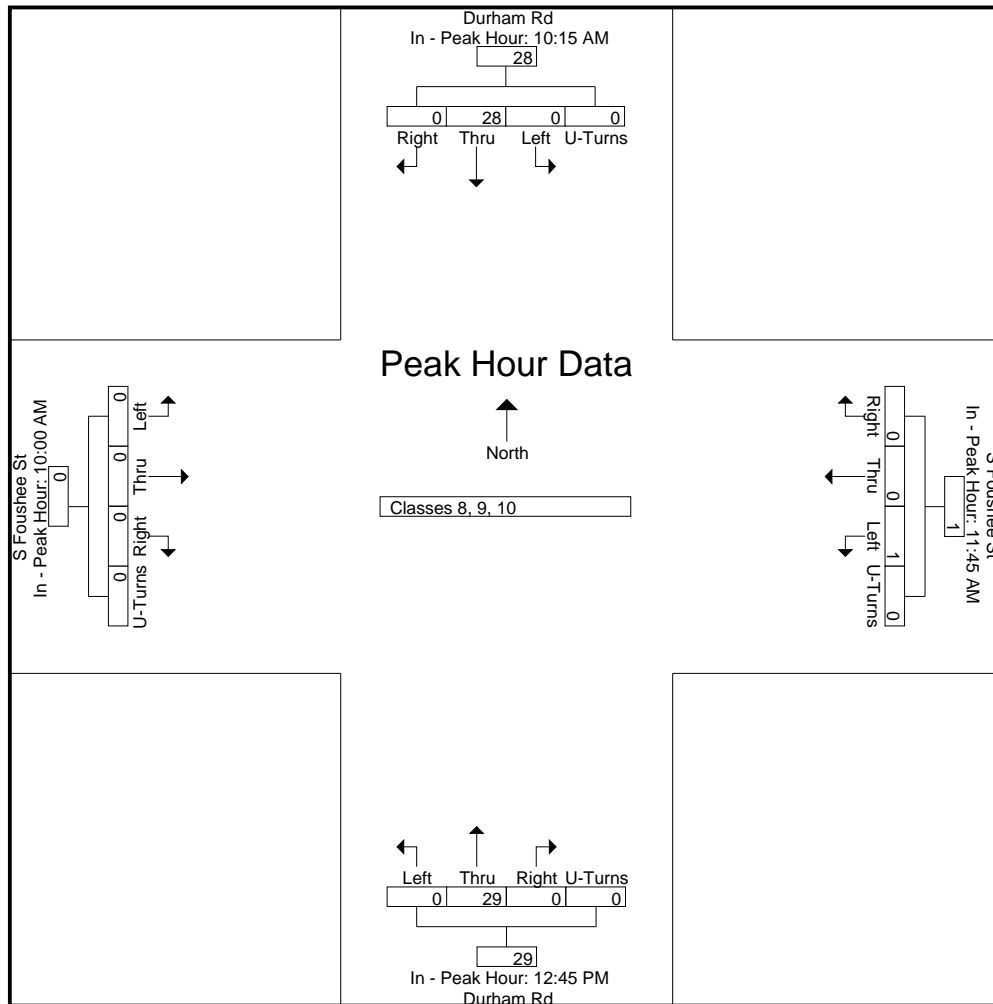 Durham Rd
In - Peak Hour: 10:15 AM
28
0 28 0 0
Right Thru Left U-Turns
Peak Hour Data
North
Classes 8, 9, 10
S Foushee St
In - Peak Hour: 10:00 AM
0
0 0 0 0
Left Thru Right U-Turns
S Foushee St
In - Peak Hour: 11:45 AM
1
0 0 1 0
Right Thru Left U-Turns
Left Thru Right U-Turns
0 29 0 0
29
In - Peak Hour: 12:45 PM
Durham Rd